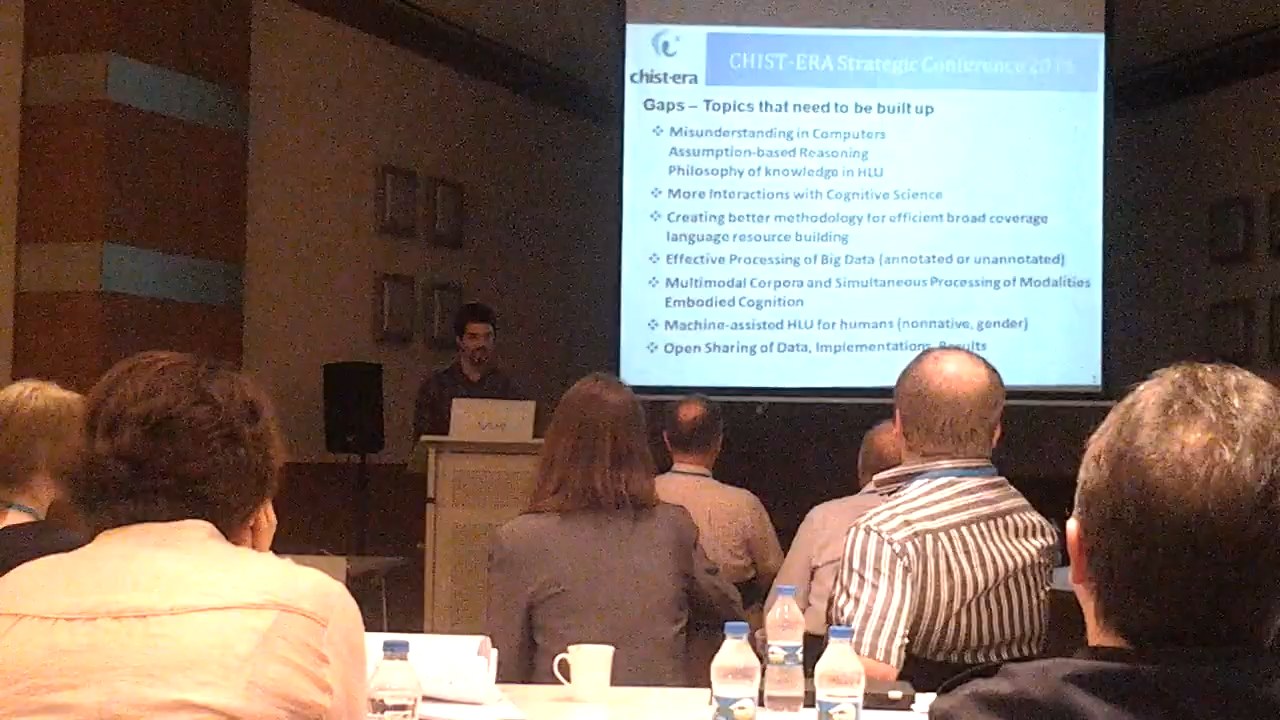 chist-era
CHIST-ERA Strategic Conference
Gaps – Topics that need to be built up
❖ Misunderstanding in Computers
Assumption-based Reasoning
Philosophy of knowledge in HLU
❖ More Interactions with Cognitive Science
❖ Creating better methodology for efficient broad coverage
language resource building
❖ Effective Processing of Big Data (annotated or unannotated)
❖ Multimodal Corpora and Simultaneous Processing of Modalities
Embodied Cognition
❖ Machine-assisted HLU for humans (nonnative, gender)
❖ Open Sharing of Data, Implementations, Results